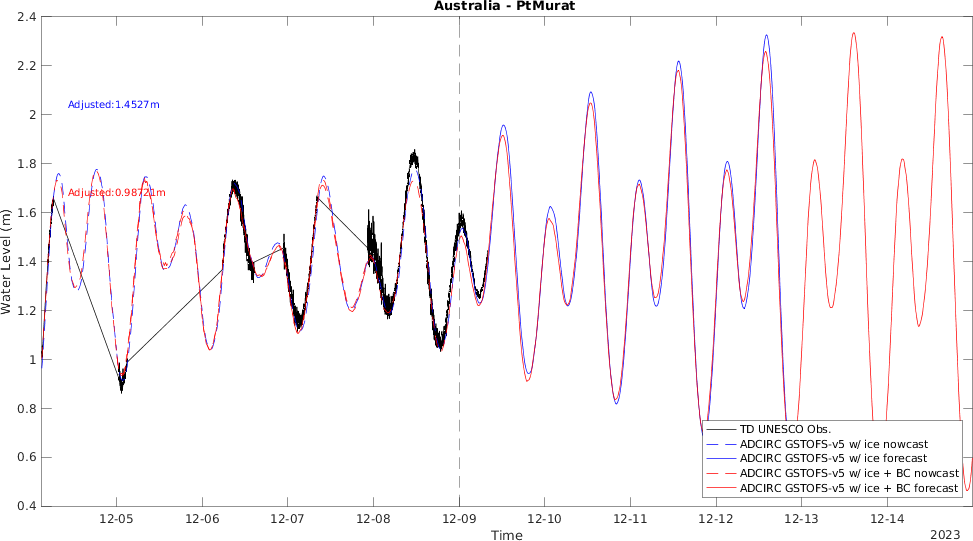 Australia - PtMurat
2.4
2.2
2
1.8
1.6
1.4
1.2
1
0.8
0.6
0.4
Water Level (m)
Adjusted:1.4527m
Adjusted:0.98721m
TD UNESCO Obs.
ADCIRC GSTOFS-v5 w/ ice nowcast
ADCIRC GSTOFS-v5 w/ ice forecast
ADCIRC GSTOFS-v5 w/ ice + BC nowcast
ADCIRC GSTOFS-v5 w/ ice + BC forecast
12-05 12-06 12-07 12-08 12-09 12-10 12-11 12-12 12-13 12-14
Time
2023